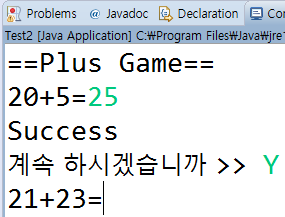 Problems @ Javadoc Declaration Con
Test2 [Java Application] C:\Program Files\Java\jre
==Plus Game==
20+5=25
Success
계속 하시겠습니까 >> Y
21+23=